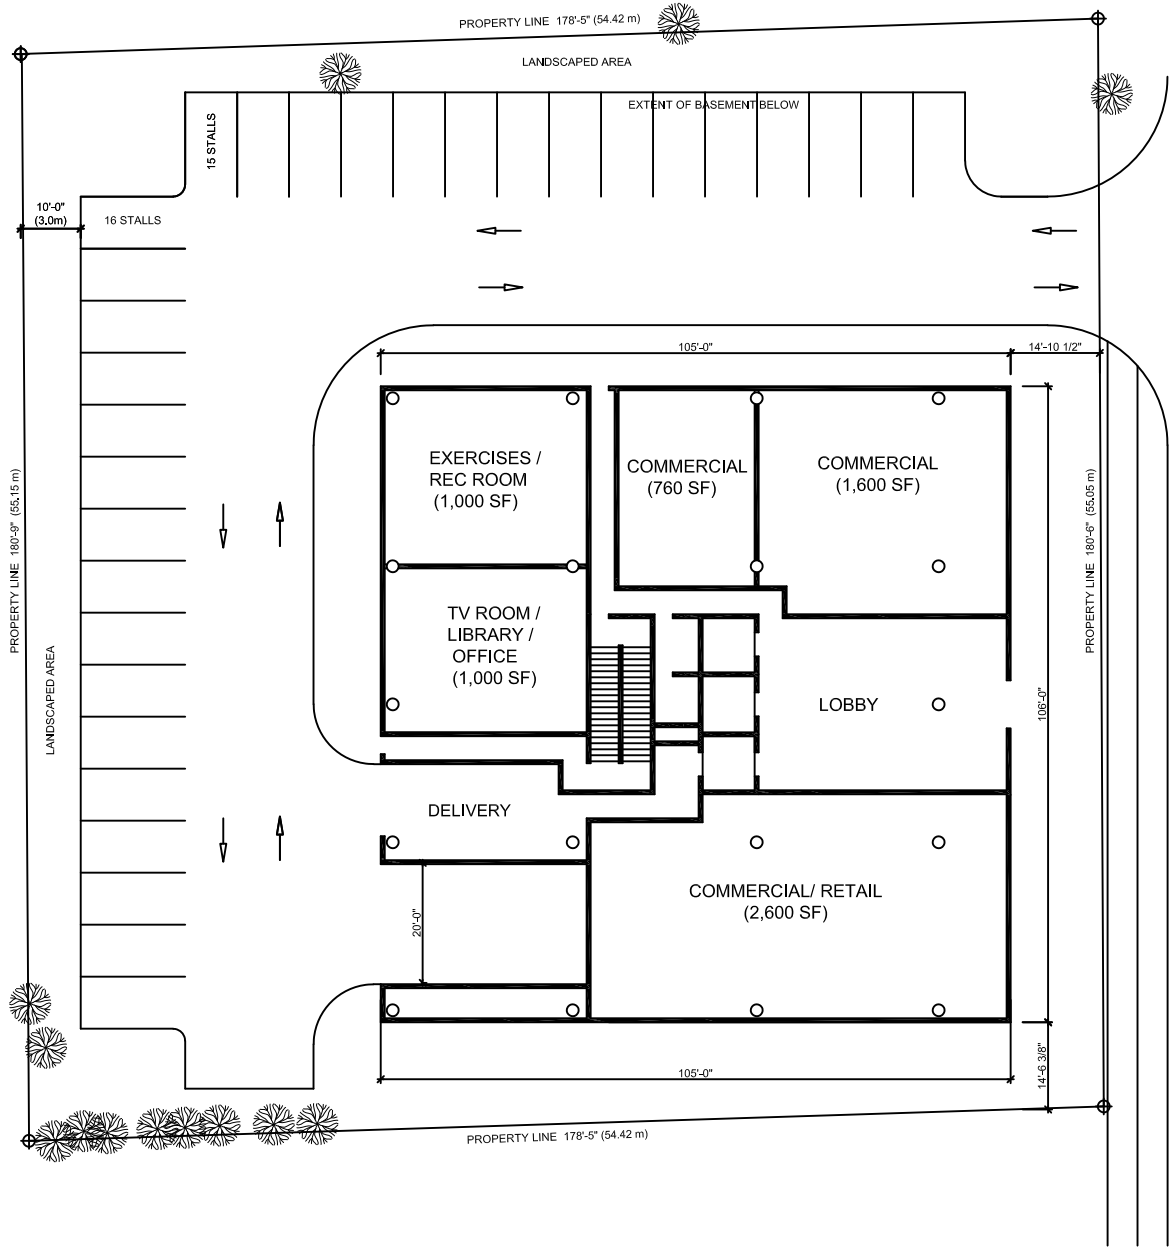 PROPERTY LINE 178'-5" (54.42 m)
LANDSCAPED AREA
EXTENT OF BASEMENT BELOW
15 STALLS
10'-0"
(3.0m)
16 STALLS
105'-0"
14'-10 1/2"
EXERCISES /
REC ROOM
(1,000 SF)
COMMERCIAL
(760 SF)
COMMERCIAL
(1,600 SF)
PROPERTY LINE 180'-9" (55.15 m)
PROPERTY LINE 180'-6" (55.05 m)
TV ROOM /
LIBRARY /
OFFICE
(1,000 SF)
LANDSCAPED AREA
LOBBY
106'-0"
DELIVERY
COMMERCIAL/ RETAIL
(2,600 SF)
20'-0"
105'-0"
14'-6 3/8"
PROPERTY LINE 178'-5" (54.42 m)